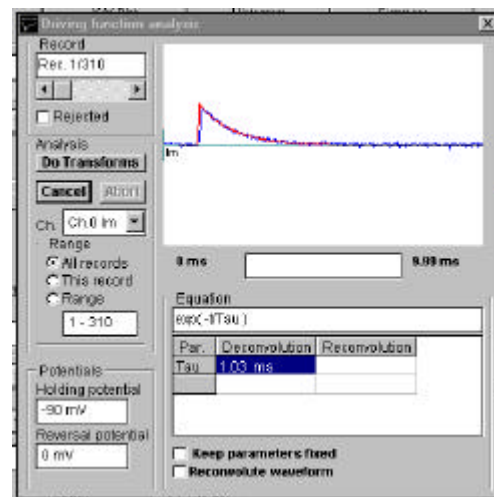 Driving function analysis
Record
Rec. 1/310
Rejected
Analysis
Do Transforms
Cancel
Abort
Ch.
Ch.0 Im
Range
All records
This record
Range
1 - 310
Potentials
Holding potential
-90 mV
Reversal potential
0 mV
Im
0 ms
9.99 ms
Equation
exp( -t/Tau )
Par. Deconvolution Reconvolution
Tau 1.03 ms
Keep parameters fixed
Reconvolute waveform